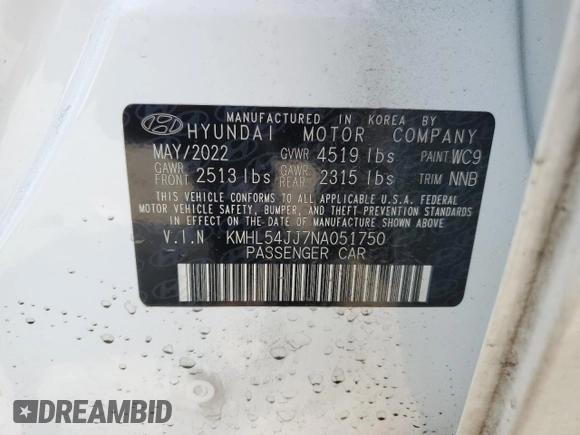 MANUFACTURED IN KOREA BY
HYUNDAI MOTOR COMPANY
MAY/2022 GVWR 4519 lbs PAINT WC9
GAWR FRONT 2513 lbs GAWR REAR 2315 lbs TRIM NNB
THIS VEHICLE CONFORMS TO ALL APPLICABLE U.S.A. FEDERAL
MOTOR VEHICLE SAFETY, BUMPER, AND THEFT PREVENTION STANDARDS
IN EFFECT ON THE DATE OF MANUFACTURE SHOWN ABOVE.
V.I.N KMHL54JJ7NA051750
PASSENGER CAR
DREAMBID